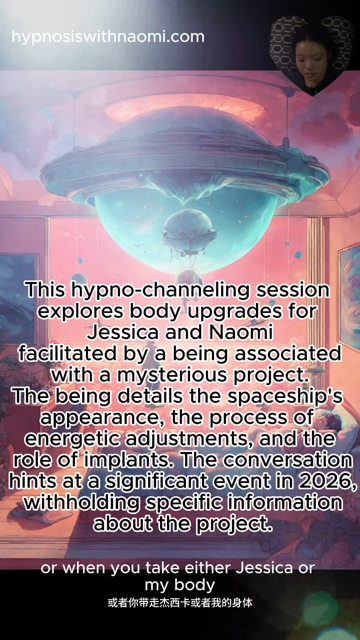 hypnosiswithnaomi.com
This hypno-channeling session
explores body upgrades for
Jessica and Naomi
facilitated by a being associated
with a mysterious project.
The being details the spaceship's
appearance, the process of
energetic adjustments, and the
role of implants. The conversation
hints at a significant event in 2026,
withholding specific information
about the project.
or when you take either Jessica or
my body
或者你带走杰西卡或者我的身体